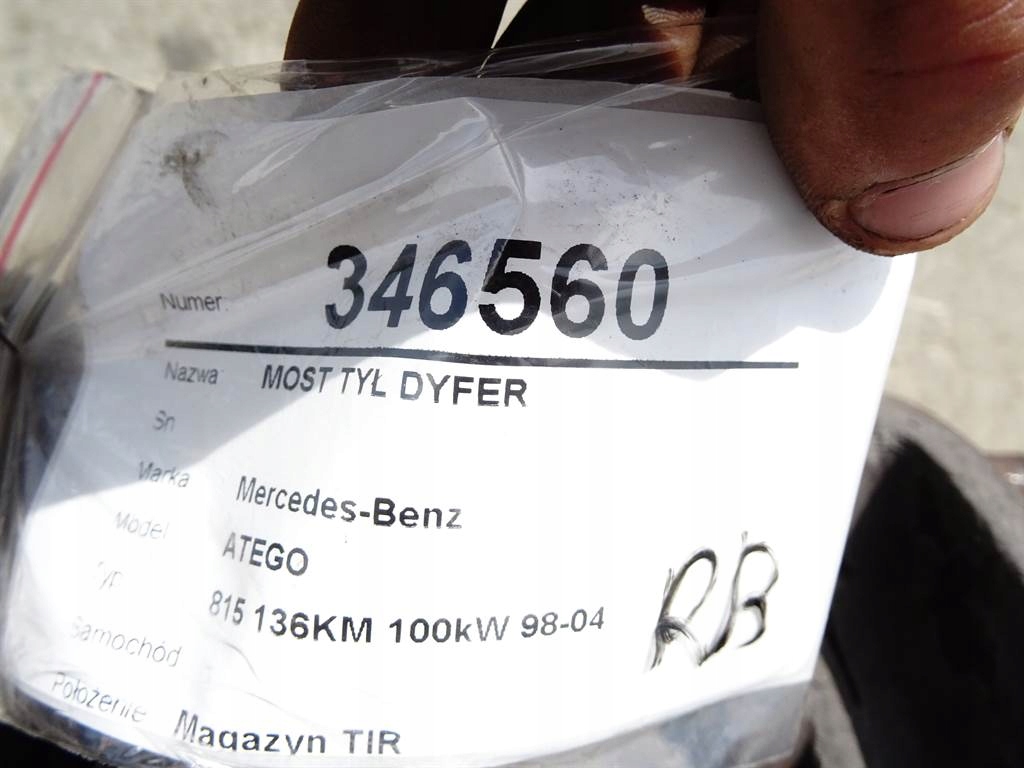 Numer: 346560
Nazwa MOST TYŁ DYFER
Sn
Marka Mercedes-Benz
Model ATEGO
Typ 815 136KM 100kW 98-04
Samochód
RB
Położenie Magazyn TIR